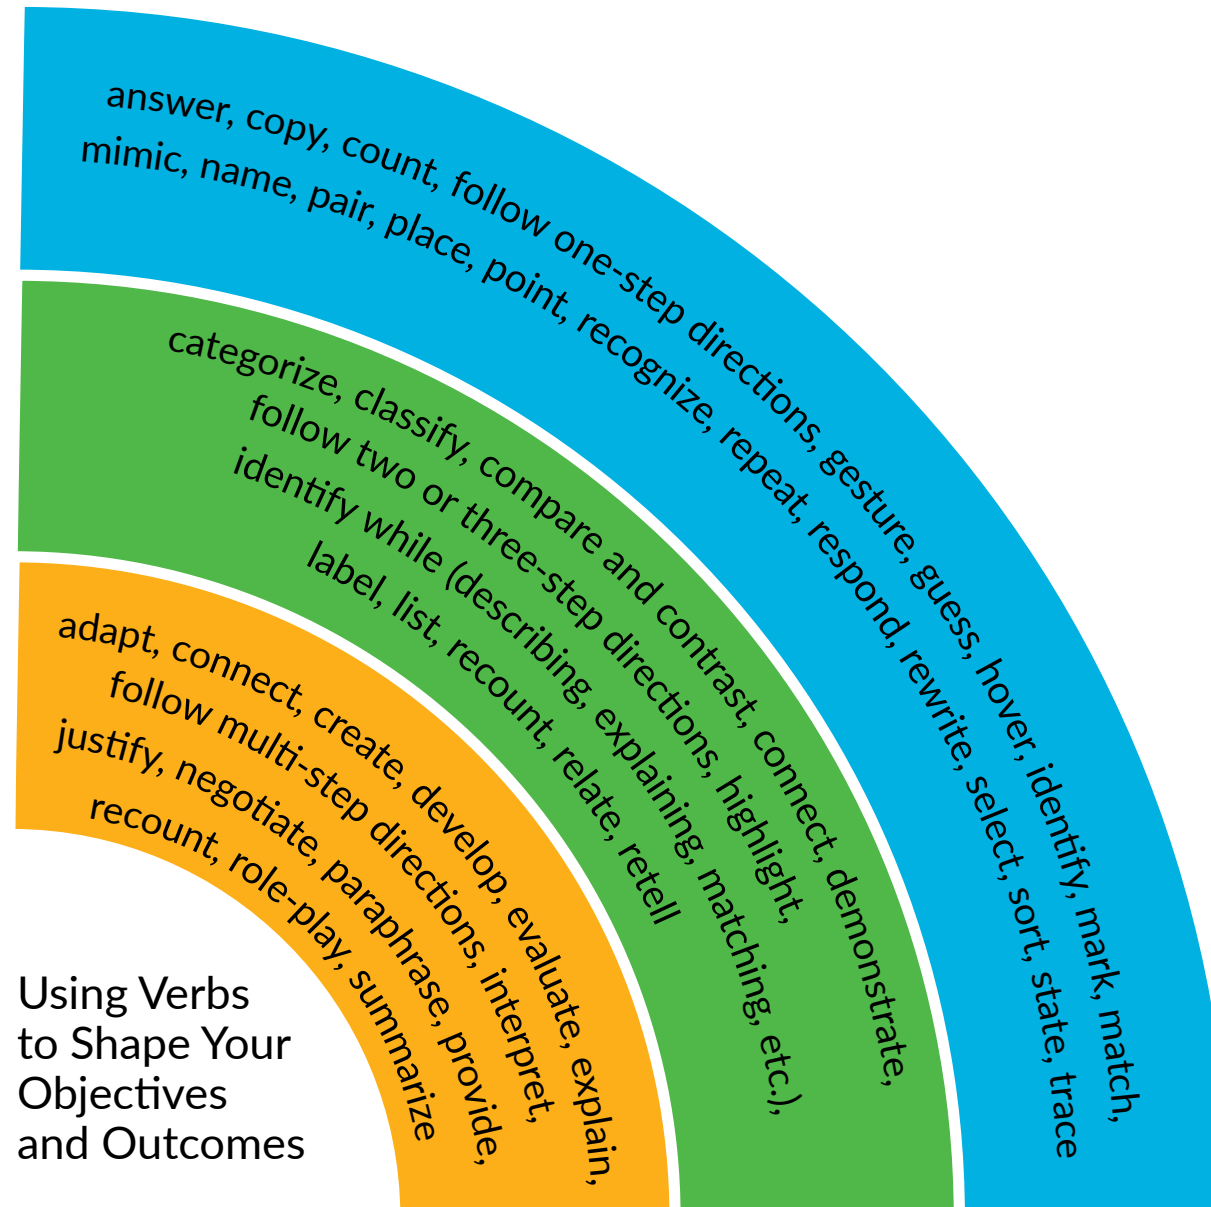 answer, copy, count, follow one-step directions, gesture, guess, hover, identify, mark, match,
mimic, name, pair, place, point, recognize, repeat, respond, rewrite, select, sort, state, trace
categorize, classify, compare and contrast, connect, demonstrate,
follow two or three-step directions, highlight,
identify while (describing, explaining, matching, etc.),
label, list, recount, relate, retell
adapt, connect, create, develop, evaluate, explain,
follow multi-step directions, interpret,
justify, negotiate, paraphrase, provide,
recount, role-play, summarize
Using Verbs
to Shape Your
Objectives
and Outcomes